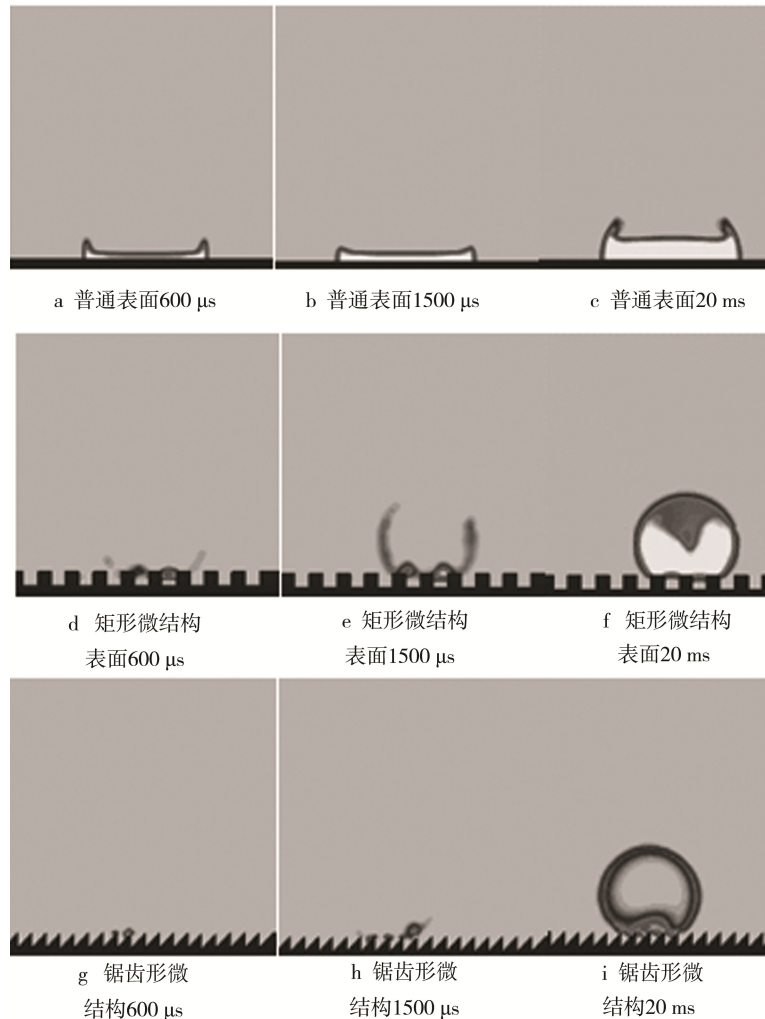 a 普通表面600 μs
b 普通表面1500 μs
c 普通表面20 ms
d 矩形微结构
表面600 μs
e 矩形微结构
表面1500 μs
f 矩形微结构
表面20 ms
g 锯齿形微
结构600 μs
h 锯齿形微
结构1500 μs
i 锯齿形微
结构20 ms